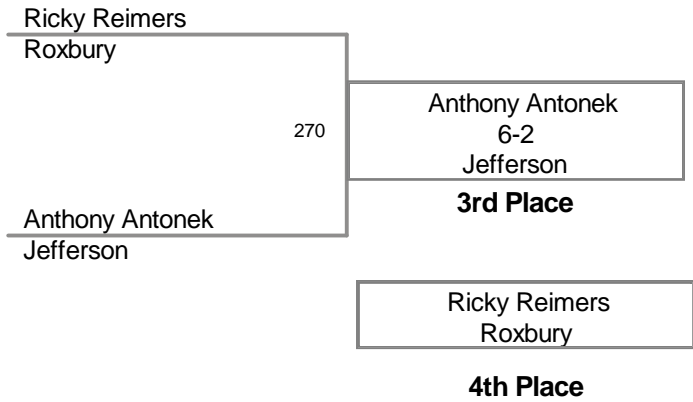 Ricky Reimers
Roxbury
Anthony Antonek
270
6-2
Jefferson
3rd Place
Anthony Antonek
Jefferson
Ricky Reimers
Roxbury
4th Place